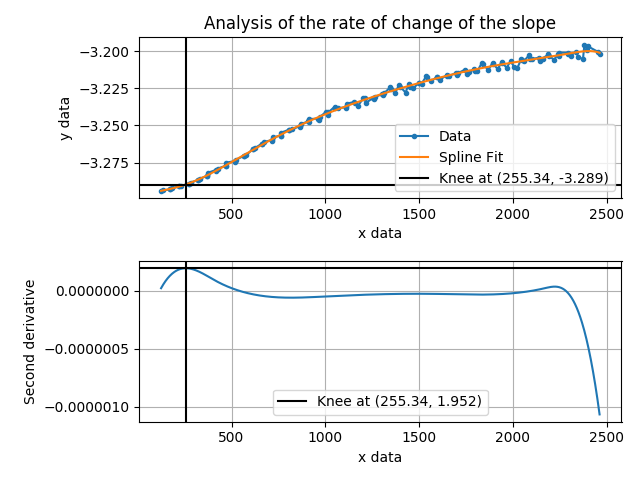 Analysis of the rate of change of the slope
−3.200
−3.225
−3.250
−3.275
y data
Data
Spline Fit
Knee at (255.34, -3.289)
500
1000
1500
2000
2500
x data
0.0000000
−0.0000005
−0.0000010
Second derivative
Knee at (255.34, 1.952)
500
1000
1500
2000
2500
x data